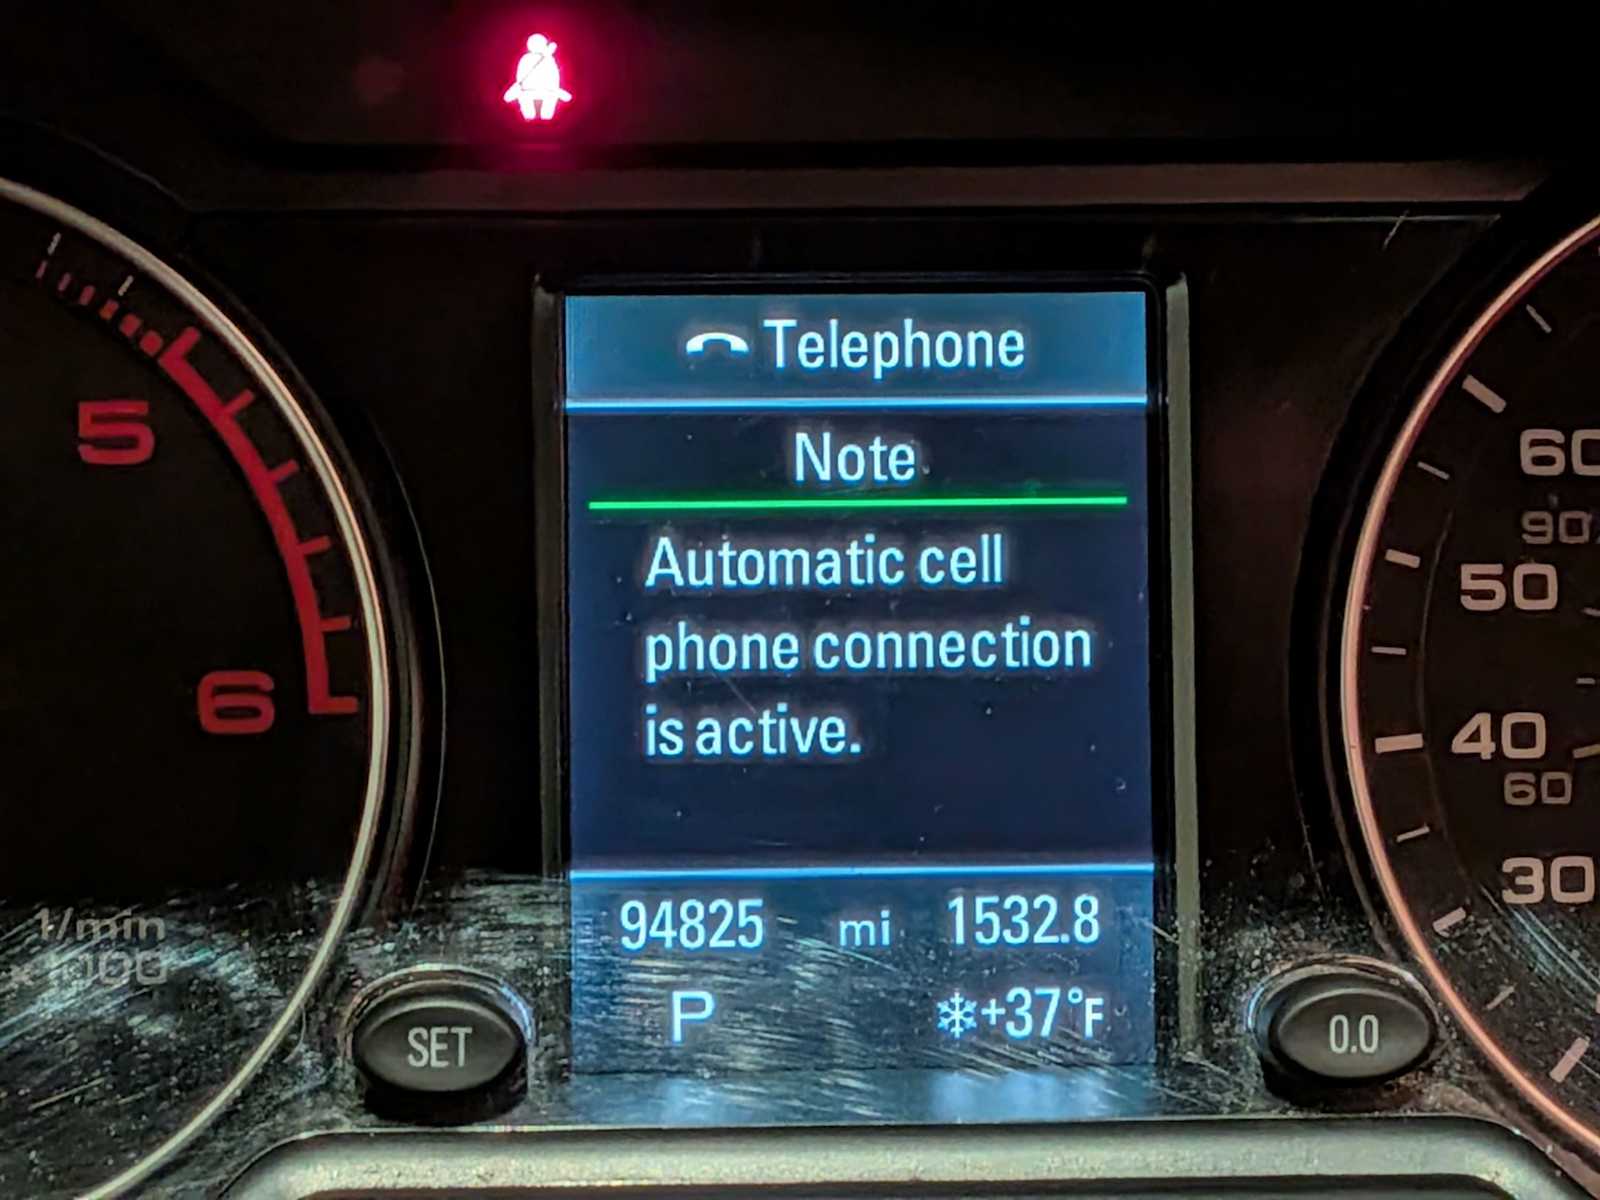 Telephone
Note
Automatic cell
phone connection
is active.
94825 mi 1532.8
P +37°F
5
6
1/min
x1000
SET
0.0
60
90
50
40
60
30